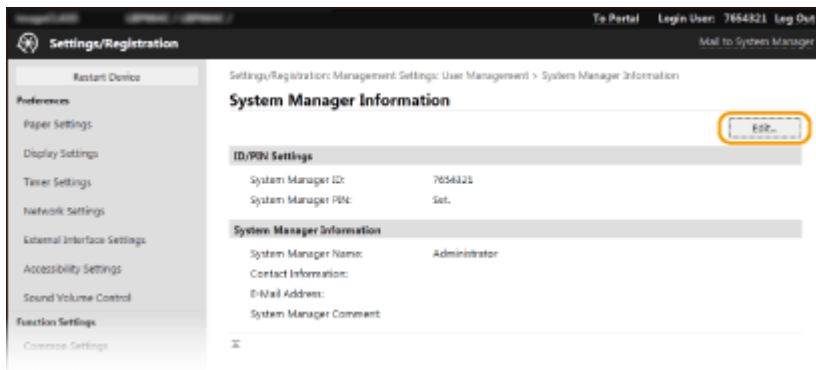 To Portal Login User: 7654321 Log Out
Settings/Registration
Mail to System Manager
Restart Device
Preferences
Paper Settings
Display Settings
Timer Settings
Network Settings
External Interface Settings
Accessibility Settings
Sound Volume Control
Function Settings
Common Settings
Settings/Registration: Management Settings: User Management > System Manager Information
System Manager Information
Edit...
ID/PIN Settings
System Manager ID: 7654321
System Manager PIN: Set.
System Manager Information
System Manager Name: Administrator
Contact Information:
E-Mail Address:
System Manager Comment: